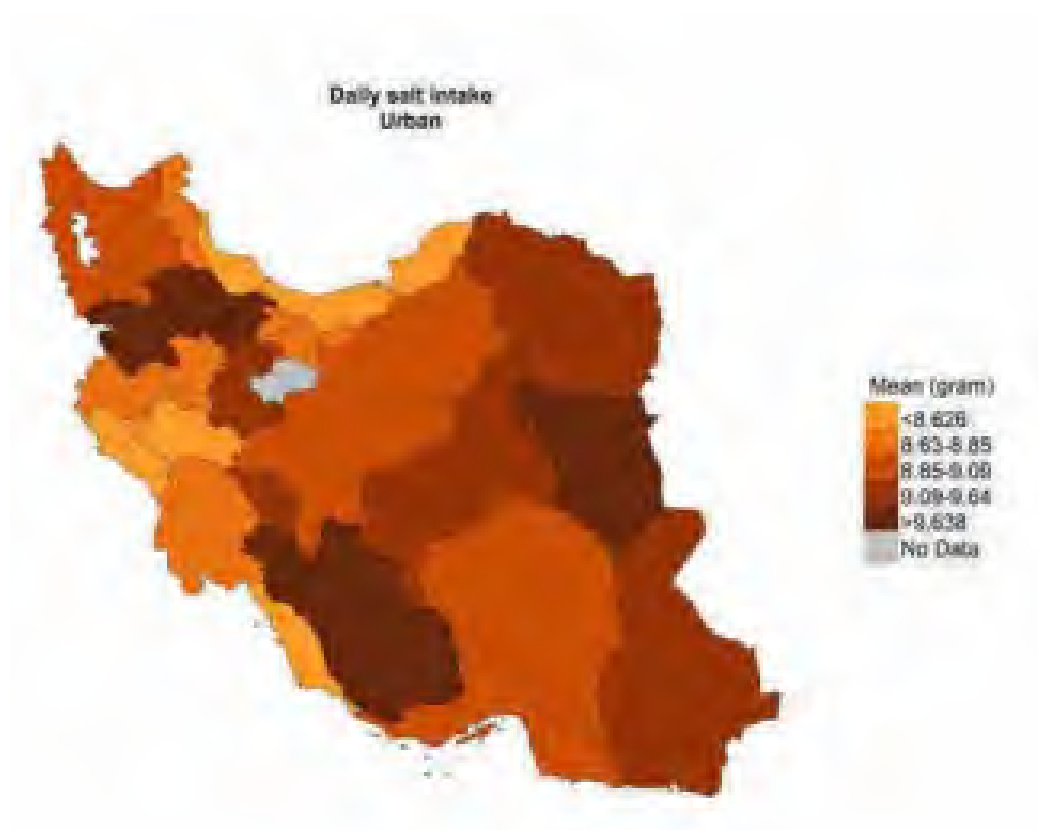 Daily salt intake
Urban
Mean (gram)
<8.626
8.63-8.85
8.85-9.09
9.09-9.64
>9.638
No Data